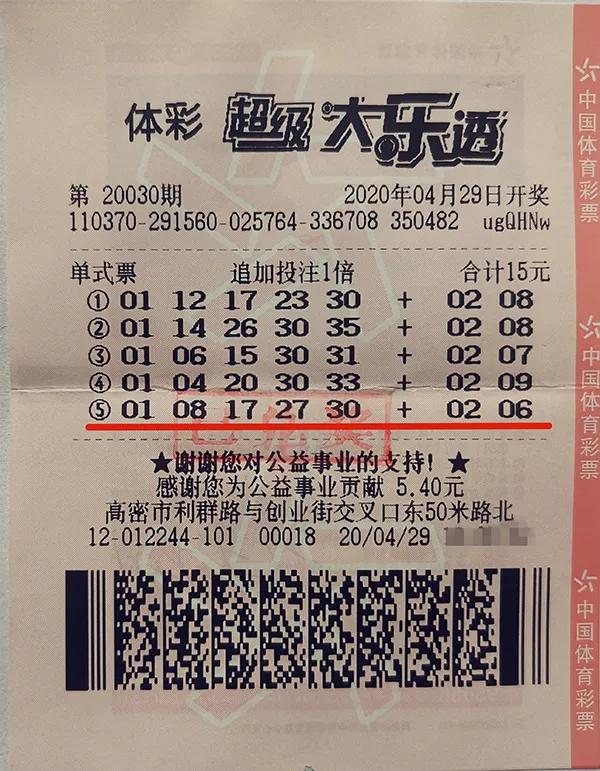 体彩 超级大乐透
第 20030期 2020年04月29日开奖
110370-291560-025764-336708 350482 ugQHNw
单式票 追加投注1倍 合计15元
① 01 12 17 23 30 + 02 08
② 01 14 26 30 35 + 02 08
③ 01 06 15 30 31 + 02 07
④ 01 04 20 30 33 + 02 09
⑤ 01 08 17 27 30 + 02 06
已兑奖
★谢谢您对公益事业的支持! ★
感谢您为公益事业贡献 5.40元
高密市利群路与创业街交叉口东50米路北
12-012244-101 00018 20/04/29
中国体育彩票
中国体育彩票
中国体育彩票